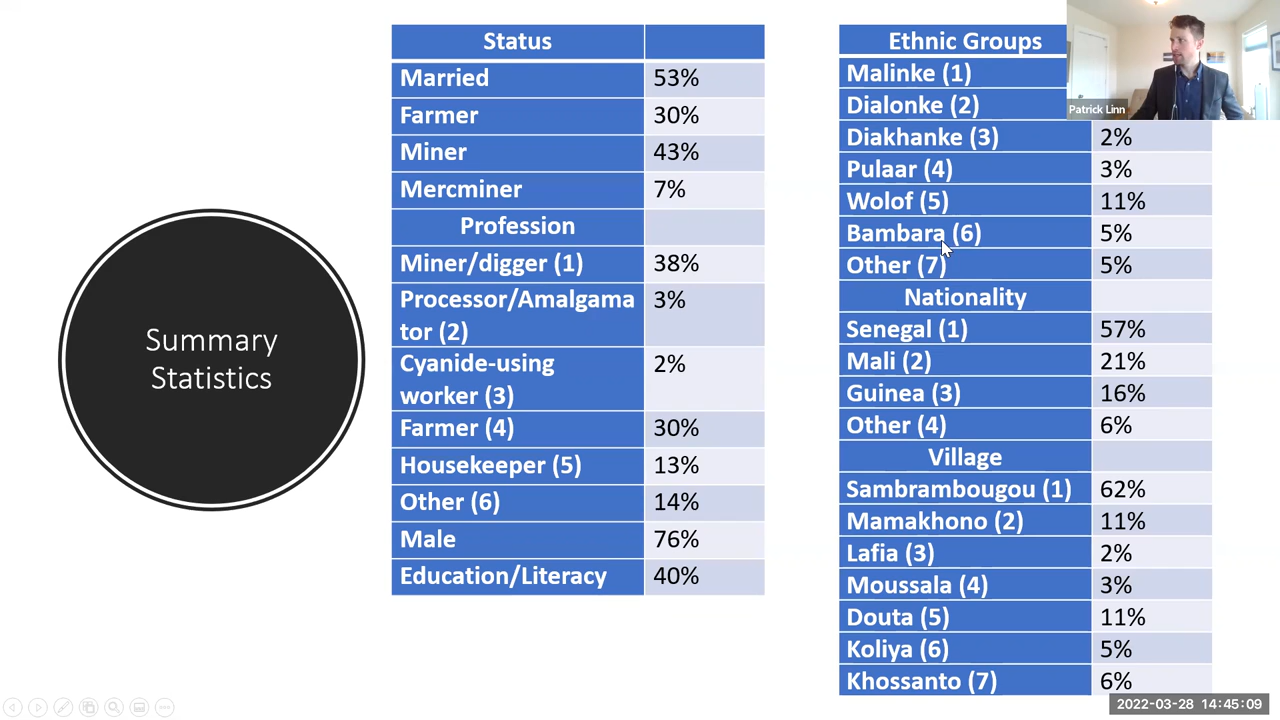 Summary
Statistics
Status
Married 53%
Farmer 30%
Miner 43%
Mercminer 7%
Profession
Miner/digger (1) 38%
Processor/Amalgama 3%
tor (2)
Cyanide-using 2%
worker (3)
Farmer (4) 30%
Housekeeper (5) 13%
Other (6) 14%
Male 76%
Education/Literacy 40%
Ethnic Groups
Malinke (1)
Dialonke (2)
Diakhanke (3) 2%
Pulaar (4) 3%
Wolof (5) 11%
Bambara (6) 5%
Other (7) 5%
Nationality
Senegal (1) 57%
Mali (2) 21%
Guinea (3) 16%
Other (4) 6%
Village
Sambrambougou (1) 62%
Mamakhono (2) 11%
Lafia (3) 2%
Moussala (4) 3%
Douta (5) 11%
Koliya (6) 5%
Khossanto (7) 6%
Patrick Linn
2022-03-28 14:45:09